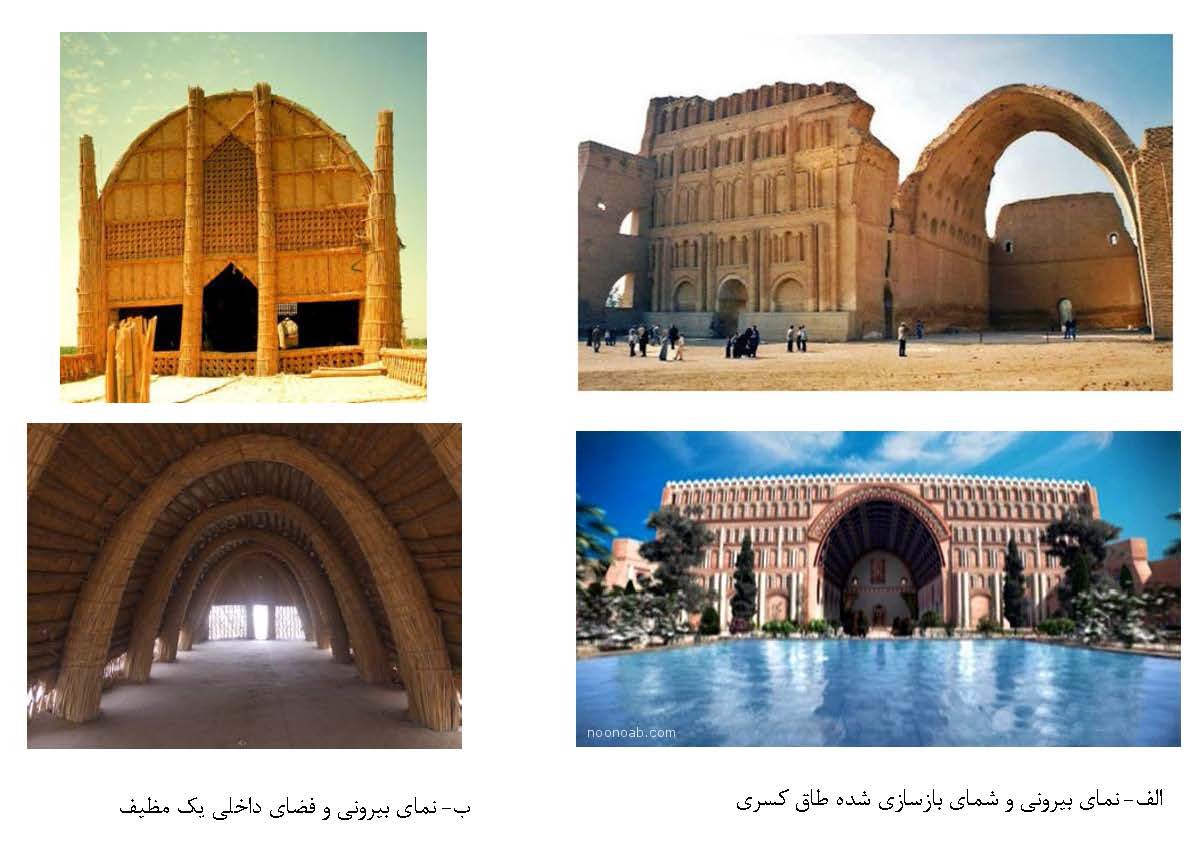 noonoab.com
الف- نمای بیرونی و شمای بازسازی شده طاق کسری
ب- نمای بیرونی و فضای داخلی یک مظیف